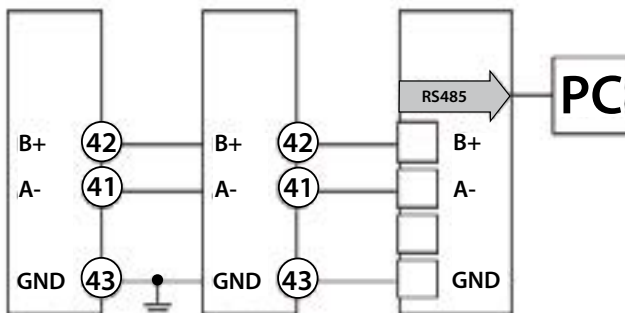 RS485 PC
B+ 42 B+ 42 B+
A- 41 A- 41 A-
GND 43 GND 43 GND